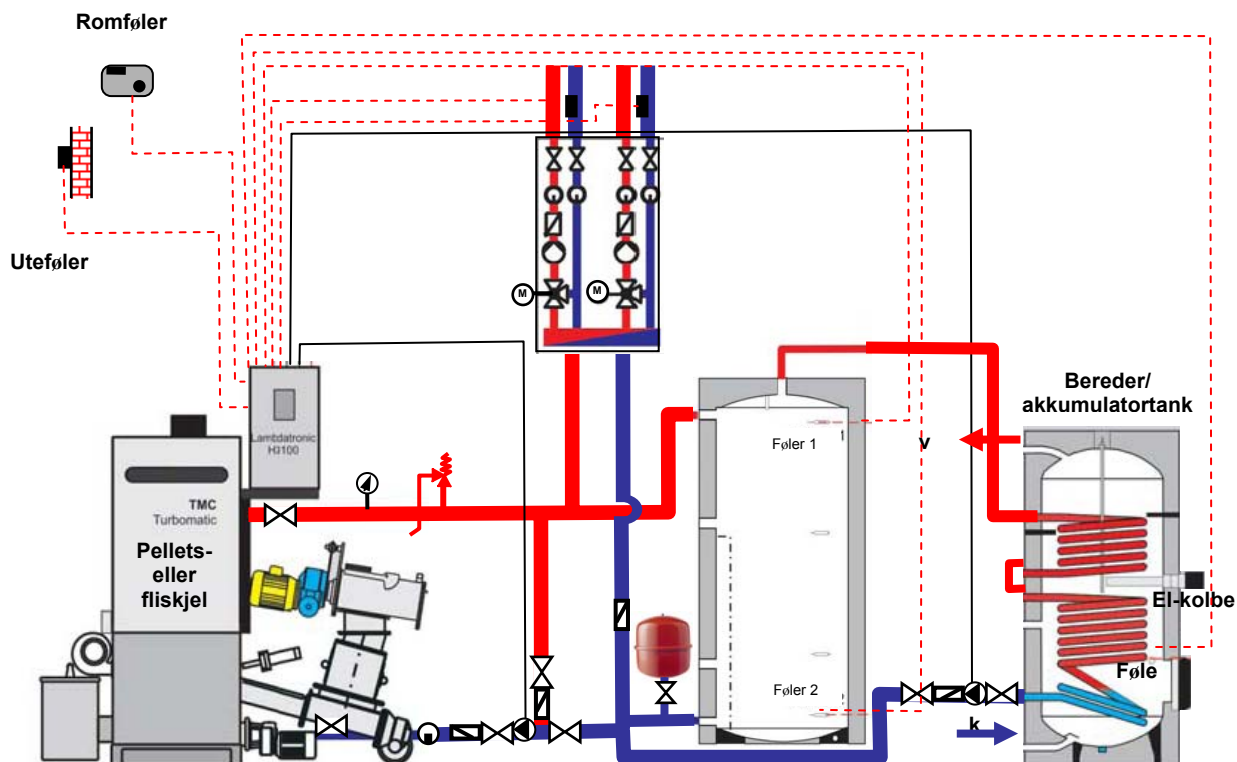 Romføler
Uteføler
Lambdatronic
H3100
TMC
Turbomatic
Pellets-
eller
fliskjel
M
M
Føler 1
Føler 2
Bereder/
akkumulatortank
v
El-kolbe
Føle
k